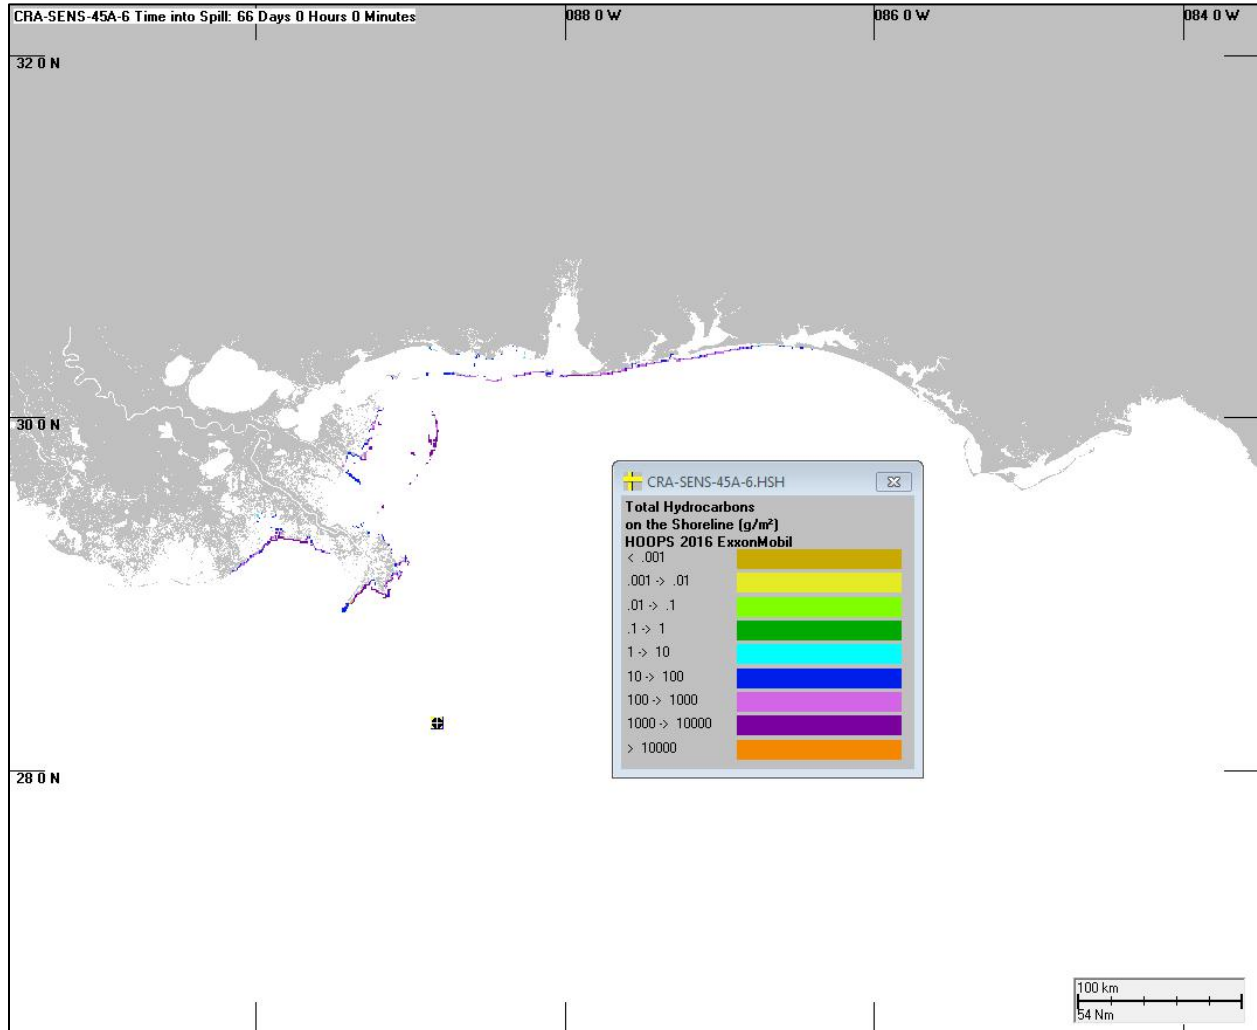 CRA-SENS-45A-6 Time into Spill: 66 Days 0 Hours 0 Minutes
088 0 W
086 0 W
084 0 W
32 0 N
30 0 N
28 0 N
CRA-SENS-45A-6.HSH
Total Hydrocarbons
on the Shoreline (g/m²)
HOOPS 2016 ExxonMobil
< .001
.001 -> .01
.01 -> .1
.1 -> 1
1 -> 10
10 -> 100
100 -> 1000
1000 -> 10000
> 10000
100 km
54 Nm